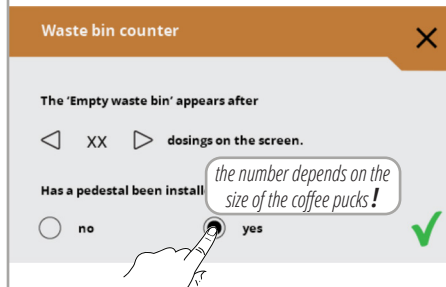 Waste bin counter
The 'Empty waste bin' appears after
XX dosings on the screen.
the number depends on the
size of the coffee pucks!
Has a pedestal been install
no yes